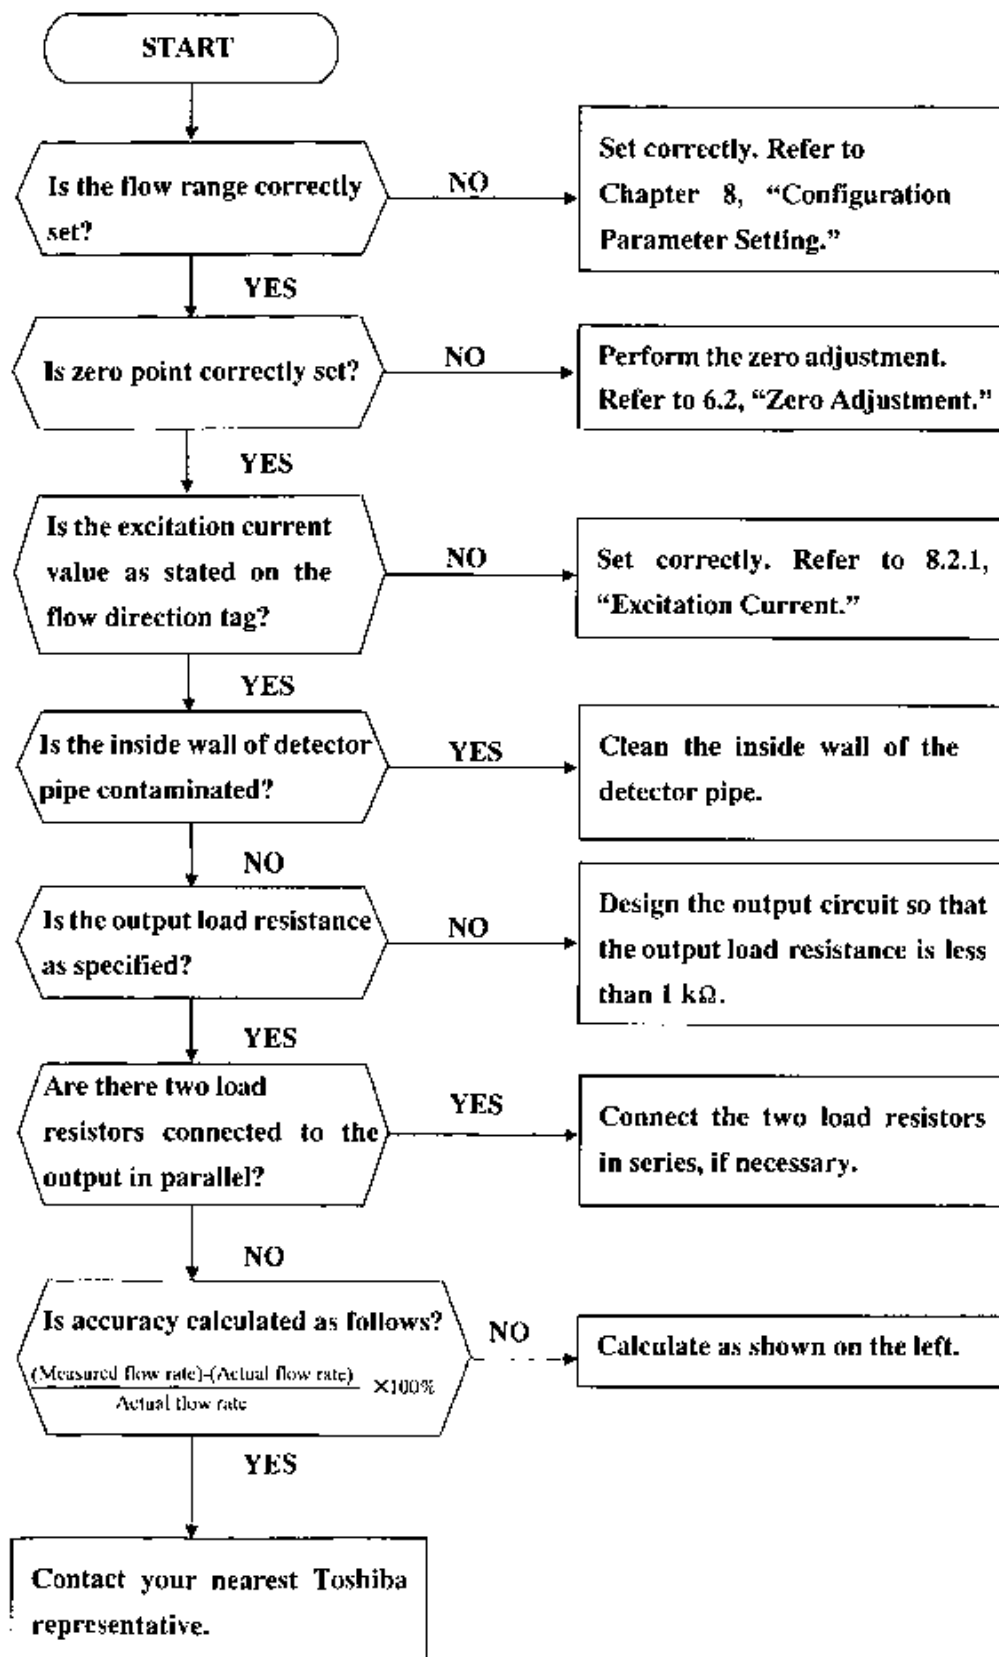 START
Is the flow range correctly
set?
NO
Set correctly. Refer to
Chapter 8, “Configuration
Parameter Setting.”
YES
Is zero point correctly set?
NO
Perform the zero adjustment.
Refer to 6.2, “Zero Adjustment.”
YES
Is the excitation current
value as stated on the
flow direction tag?
NO
Set correctly. Refer to 8.2.1,
“Excitation Current.”
YES
Is the inside wall of detector
pipe contaminated?
YES
Clean the inside wall of the
detector pipe.
NO
Is the output load resistance
as specified?
NO
Design the output circuit so that
the output load resistance is less
than 1 kΩ.
YES
Are there two load
resistors connected to the
output in parallel?
YES
Connect the two load resistors
in series, if necessary.
NO
Is accuracy calculated as follows?
(Measured flow rate)-(Actual flow rate)
Actual flow rate
×100%
NO
Calculate as shown on the left.
YES
Contact your nearest Toshiba
representative.